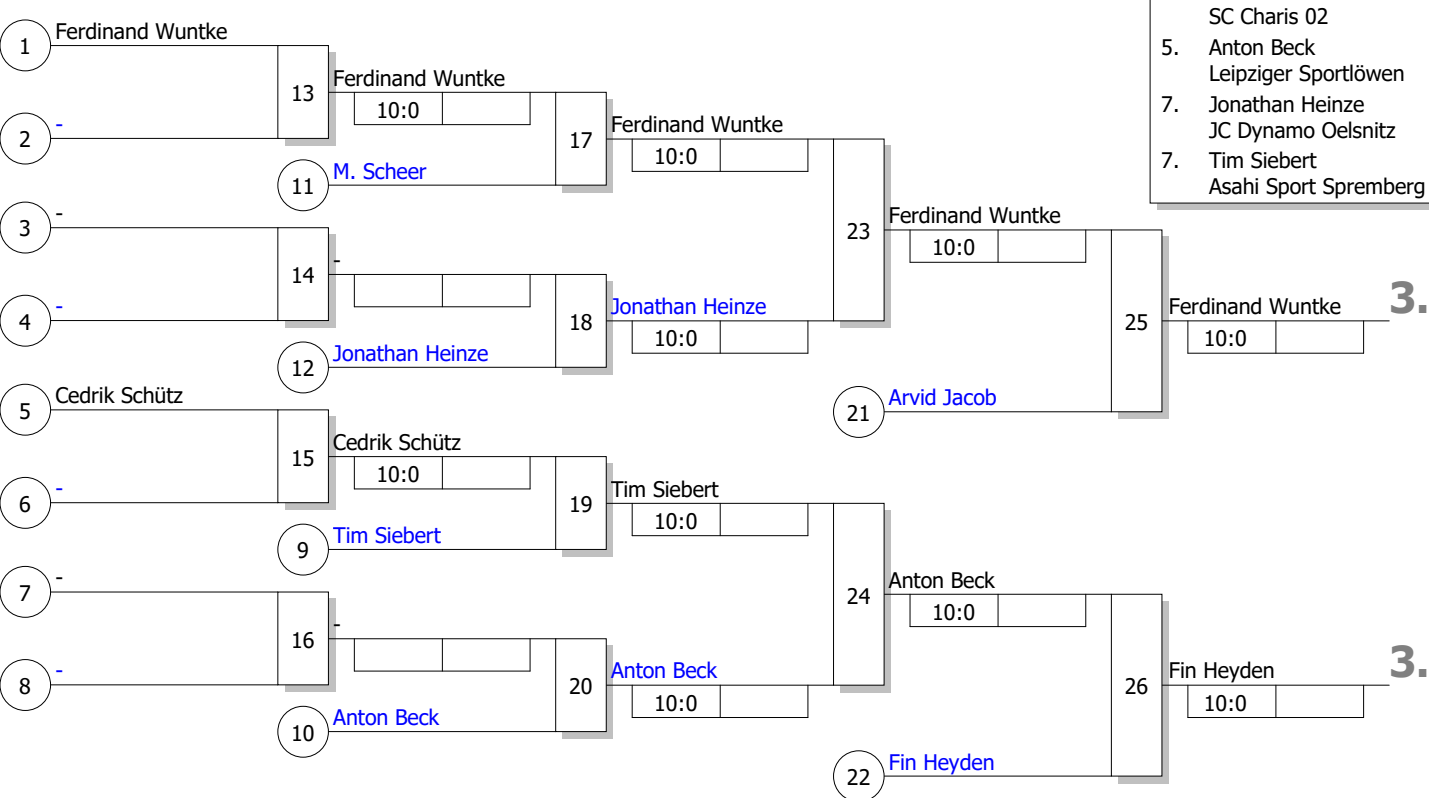 SC Charis 02
5. Anton Beck
Leipziger Sportlöwen
7. Jonathan Heinze
JC Dynamo Oelsnitz
7. Tim Siebert
Asahi Sport Spremberg
1 Ferdinand Wuntke
2 -
13
Ferdinand Wuntke
10:0
11 M. Scheer
17
Ferdinand Wuntke
10:0
3 -
4 -
14
-
12 Jonathan Heinze
18
Jonathan Heinze
10:0
23
Ferdinand Wuntke
10:0
21 Arvid Jacob
25
Ferdinand Wuntke
10:0
3.
5 Cedrik Schütz
6 -
15
Cedrik Schütz
10:0
9 Tim Siebert
19
Tim Siebert
10:0
7 -
8 -
16
-
10 Anton Beck
20
Anton Beck
10:0
24
Anton Beck
10:0
22 Fin Heyden
26
Fin Heyden
10:0
3.